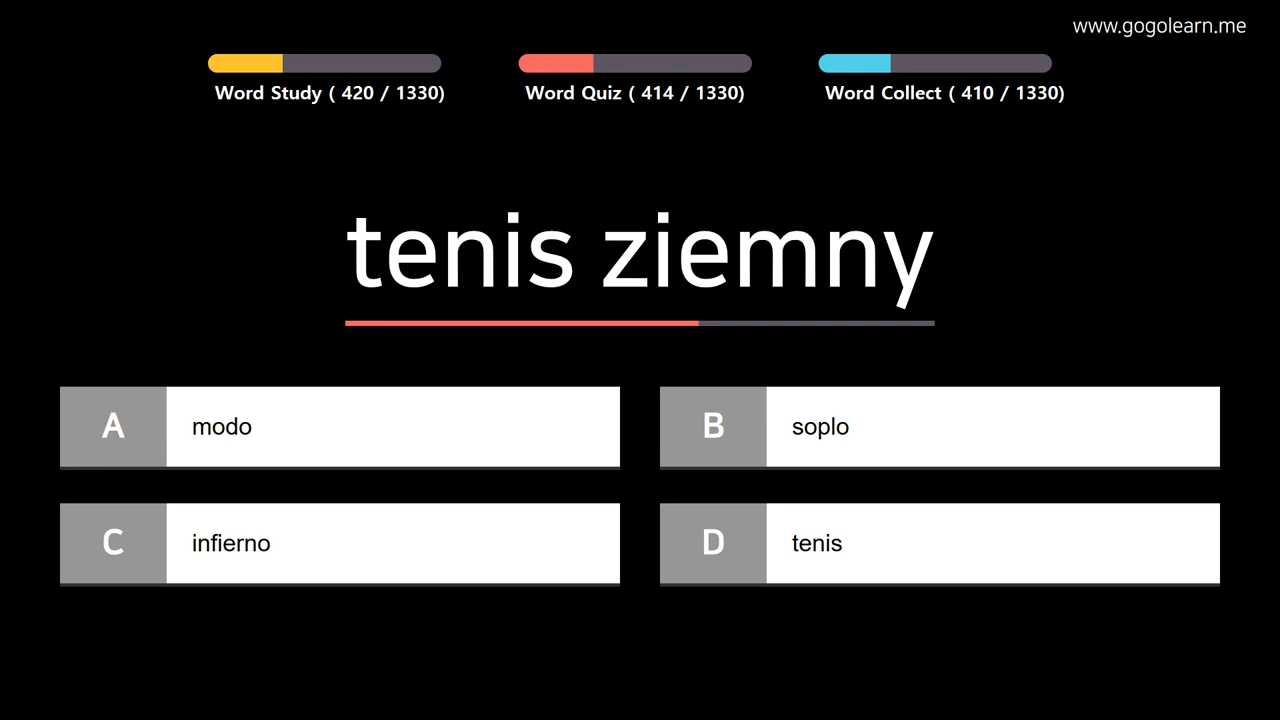 www.gogolearn.me
Word Study ( 420 / 1330)
Word Quiz ( 414 / 1330)
Word Collect ( 410 / 1330)
tenis ziemny
A modo
B soplo
C infierno
D tenis